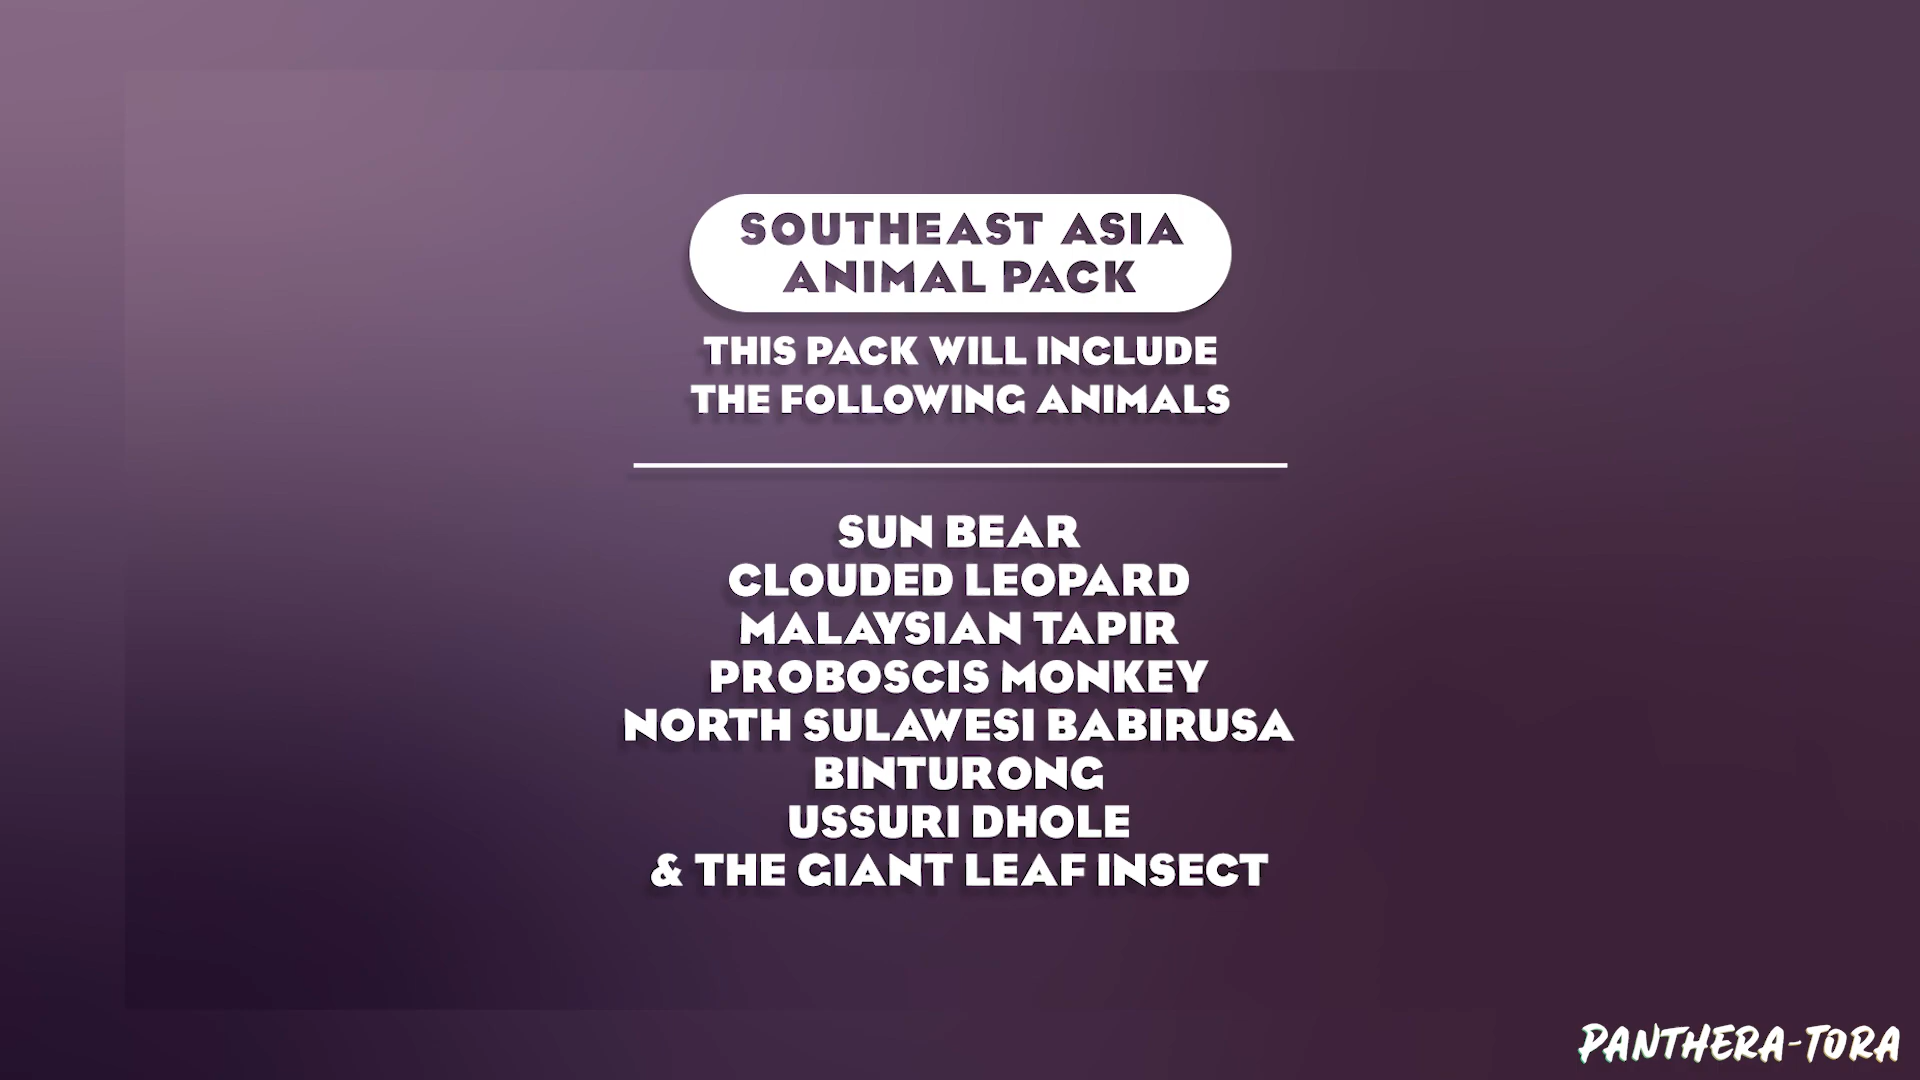 SOUTHEAST ASIA
ANIMAL PACK
THIS PACK WILL INCLUDE
THE FOLLOWING ANIMALS
SUN BEAR
CLOUDED LEOPARD
MALAYSIAN TAPIR
PROBOSCIS MONKEY
NORTH SULAWESI BABIRUSA
BINTURONG
USSURI DHOLE
& THE GIANT LEAF INSECT
PANTHERA-TORA